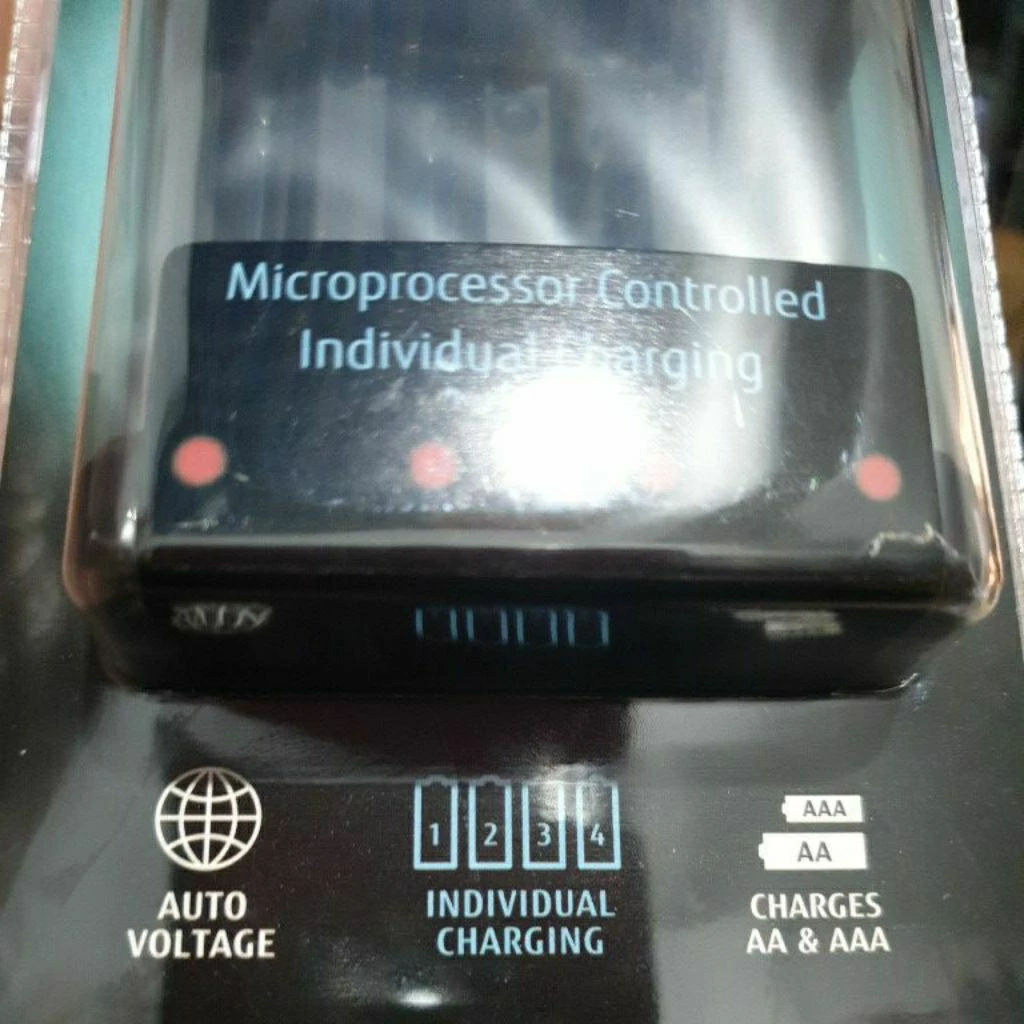 Microprocessor Controlled
Individual Charging
1 2 3 4
AAA
AA
AUTO
VOLTAGE
INDIVIDUAL
CHARGING
CHARGES
AA & AAA